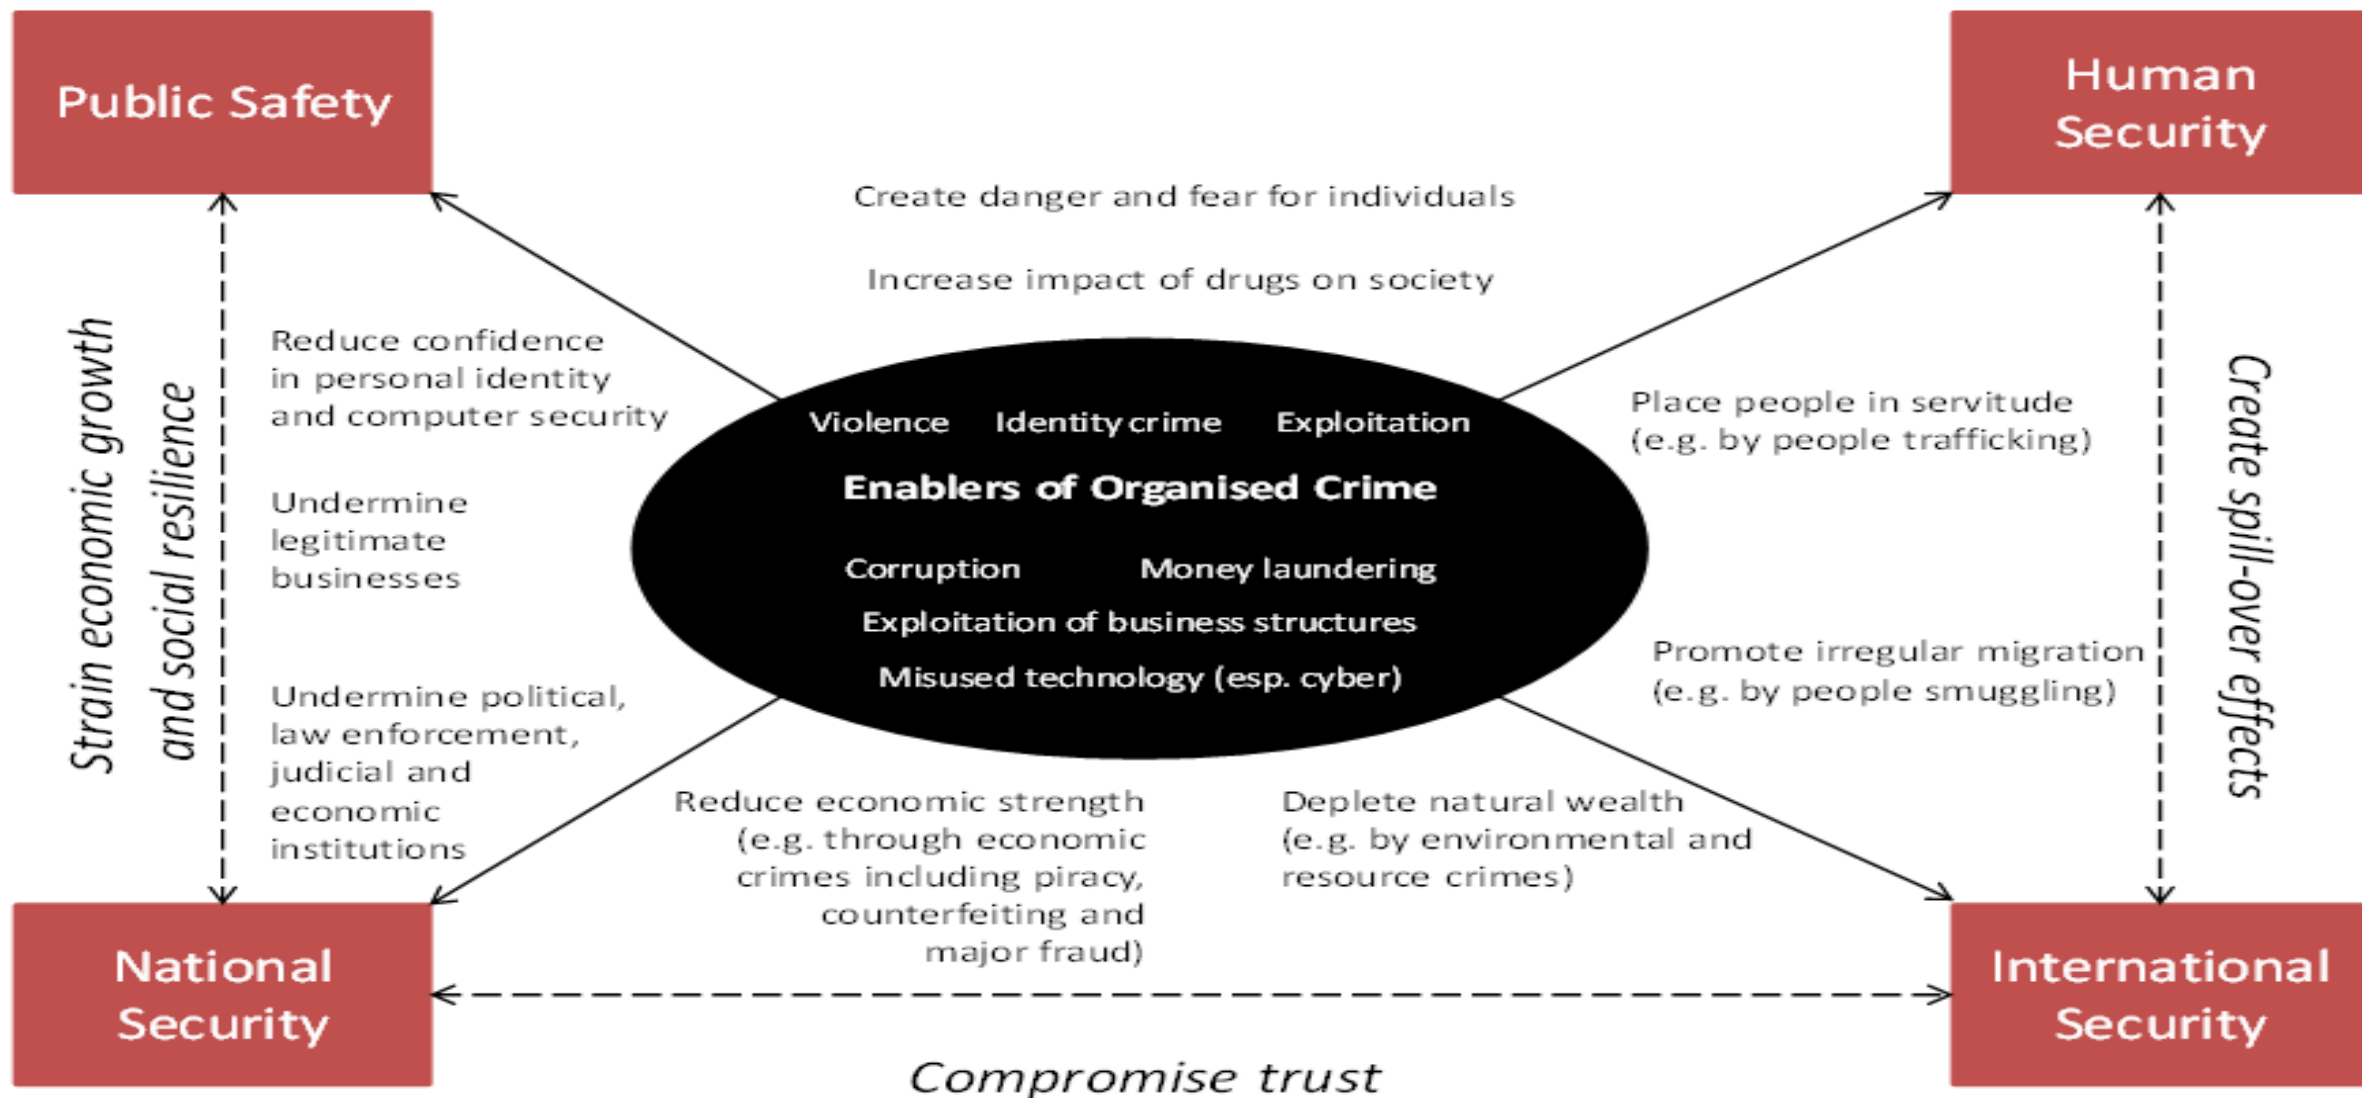 Public Safety
Human
Security
Create danger and fear for individuals
Increase impact of drugs on society
Strain economic growth
and social resilience
Reduce confidence
in personal identity
and computer security
Undermine
legitimate
businesses
Undermine political,
law enforcement,
judicial and
economic
institutions
Violence Identity crime Exploitation
Enablers of Organised Crime
Corruption Money laundering
Exploitation of business structures
Misused technology (esp. cyber)
Place people in servitude
(e.g. by people trafficking)
Promote irregular migration
(e.g. by people smuggling)
Create spill-over effects
Reduce economic strength
(e.g. through economic
crimes including piracy,
counterfeiting and
major fraud)
Deplete natural wealth
(e.g. by environmental and
resource crimes)
National
Security
International
Security
Compromise trust